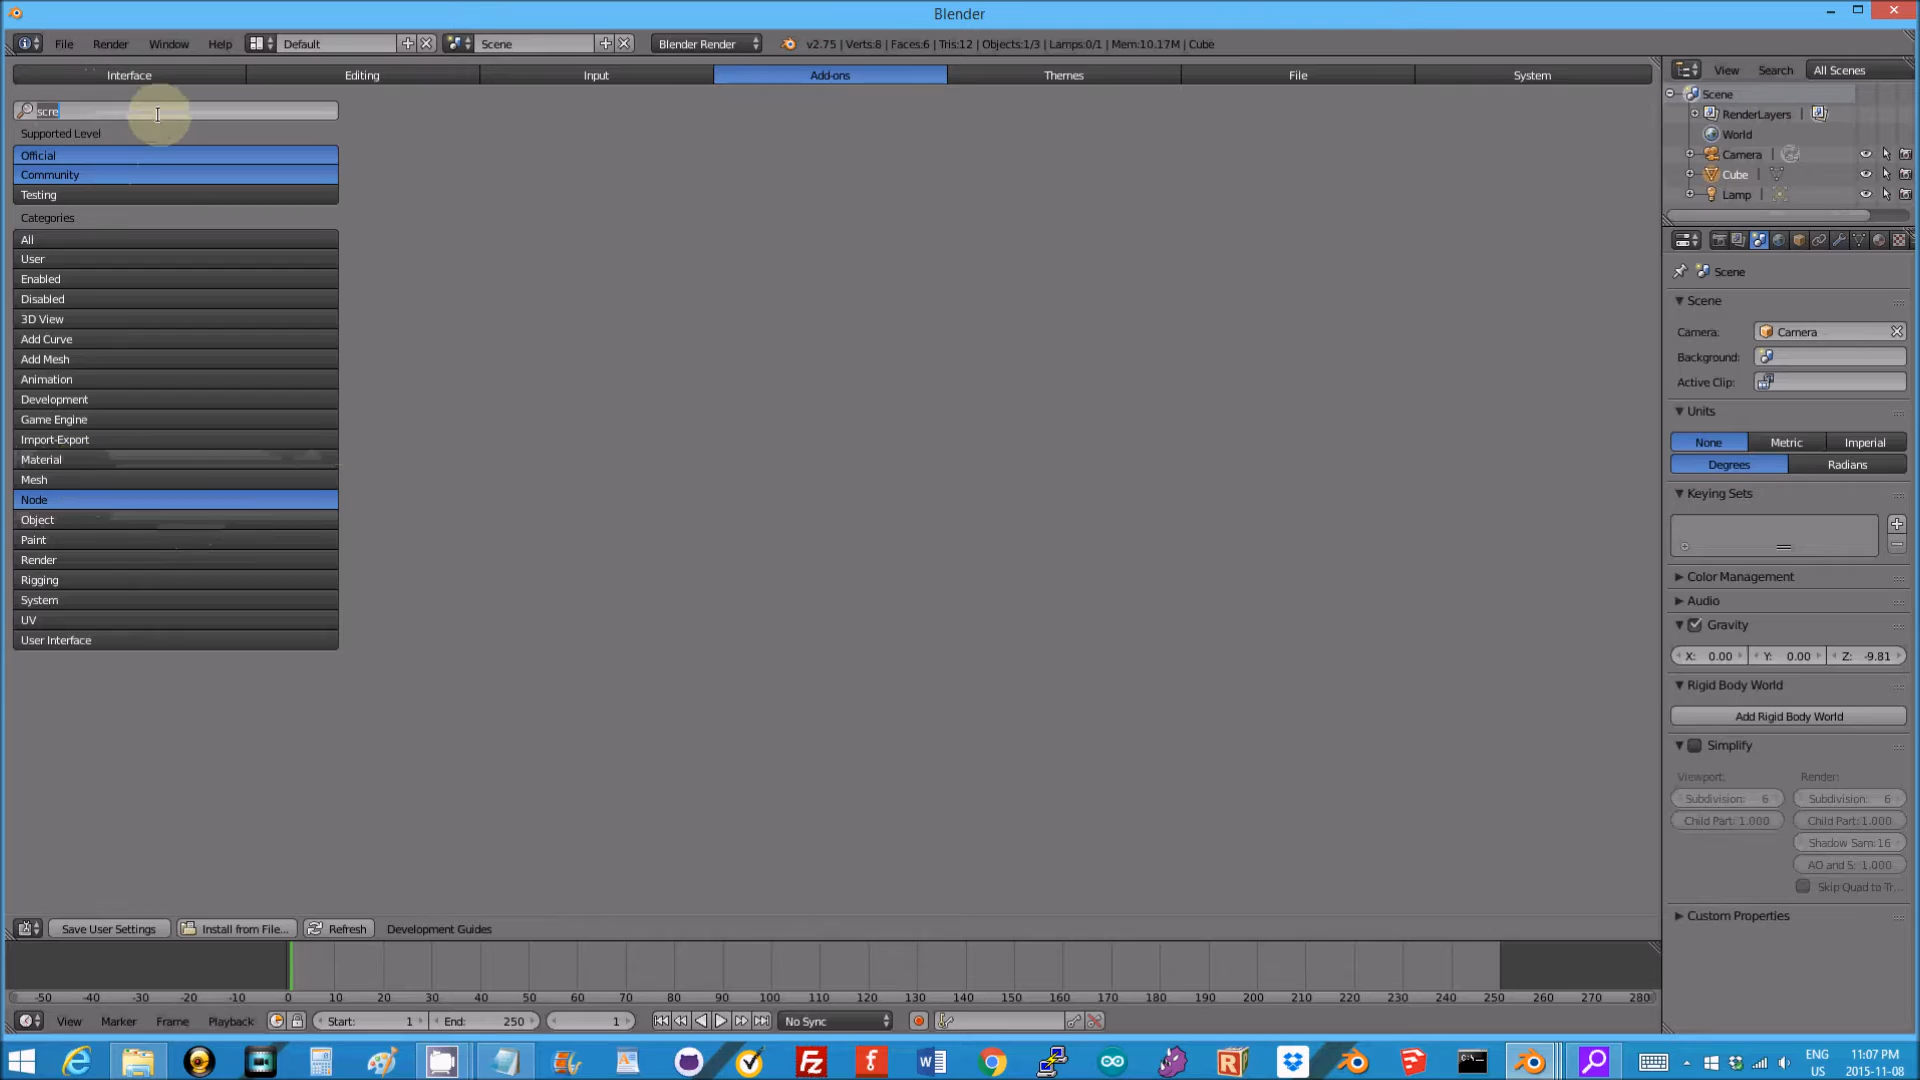 Blender
File Render Window Help Default Scene Blender Render v2.75 | Verts:8 | Faces:6 | Tris:12 | Objects:1/3 | Lamps:0/1 | Mem:10.17M | Cube
Interface Editing Input Add-ons Themes File System
View Search All Scenes
scre
Supported Level
Official
Community
Testing
Categories
All
User
Enabled
Disabled
3D View
Add Curve
Add Mesh
Animation
Development
Game Engine
Import-Export
Material
Mesh
Node
Object
Paint
Render
Rigging
System
UV
User Interface
Scene
RenderLayers |
World
Camera |
Cube |
Lamp |
Scene
Scene
Camera: Camera
Background:
Active Clip:
Units
None Metric Imperial
Degrees Radians
Keying Sets
Color Management
Audio
Gravity
X: 0.00 Y: 0.00 Z: -9.81
Rigid Body World
Add Rigid Body World
Simplify
Viewport: Render:
Subdivision: 6 Subdivision: 6
Child Part: 1.000 Child Part: 1.000
Shadow Sam: 16
AO and S: 1.000
Skip Quad to Tr...
Custom Properties
Save User Settings Install from File... Refresh Development Guides
-50 -40 -30 -20 -10 0 10 20 30 40 50 60 70 80 90 100 110 120 130 140 150 160 170 180 190 200 210 220 230 240 250 260 270 280
View Marker Frame Playback Start: 1 End: 250 1 No Sync
ENG 11:07 PM
US 2015-11-08